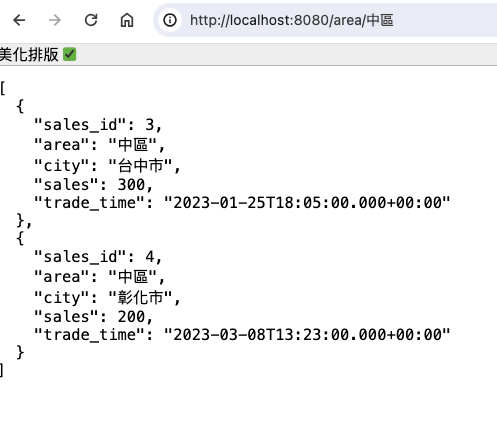 http://localhost:8080/area/中區
美化排版 ✅
[
  {
    "sales_id": 3,
    "area": "中區",
    "city": "台中市",
    "sales": 300,
    "trade_time": "2023-01-25T18:05:00.000+00:00"
  },
  {
    "sales_id": 4,
    "area": "中區",
    "city": "彰化市",
    "sales": 200,
    "trade_time": "2023-03-08T13:23:00.000+00:00"
  }
]